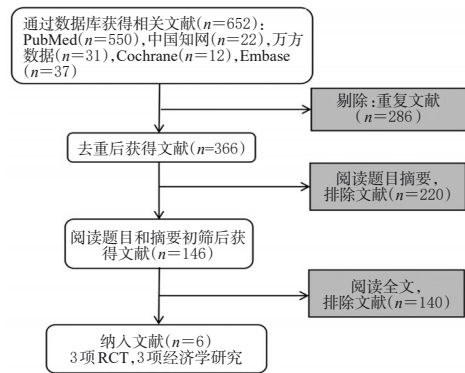 通过数据库获得相关文献(n=652):
PubMed(n=550),中国知网(n=22),万方
数据(n=31),Cochrane(n=12),Embase
(n=37)
剔除:重复文献
(n=286)
去重后获得文献(n=366)
阅读题目摘要,
排除文献(n=220)
阅读题目和摘要初筛后获
得文献(n=146)
阅读全文,
排除文献(n=140)
纳入文献(n=6)
3项RCT,3项经济学研究